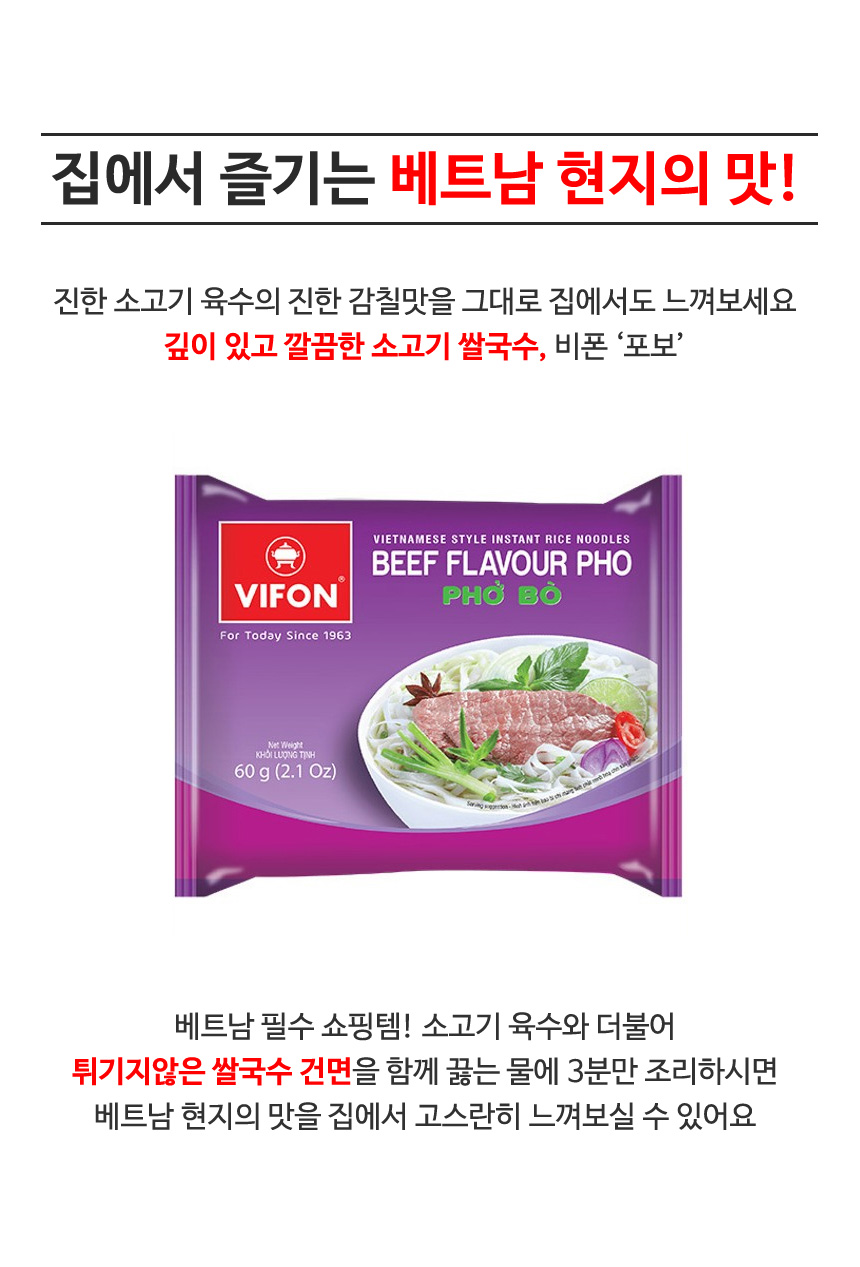 집에서 즐기는 베트남 현지의 맛!
진한 소고기 육수의 진한 감칠맛을 그대로 집에서도 느껴보세요
깊이 있고 깔끔한 소고기 쌀국수, 비폰 ‘포보’
VIFON®
For Today Since 1963
VIETNAMESE STYLE INSTANT RICE NOODLES
BEEF FLAVOUR PHO
PHỞ BÒ
Net Weight
KHỐI LƯỢNG TỊNH
60 g (2.1 Oz)
Serving suggestion -
베트남 필수 쇼핑템! 소고기 육수와 더불어
튀기지않은 쌀국수 건면을 함께 끓는 물에 3분만 조리하시면
베트남 현지의 맛을 집에서 고스란히 느껴보실 수 있어요